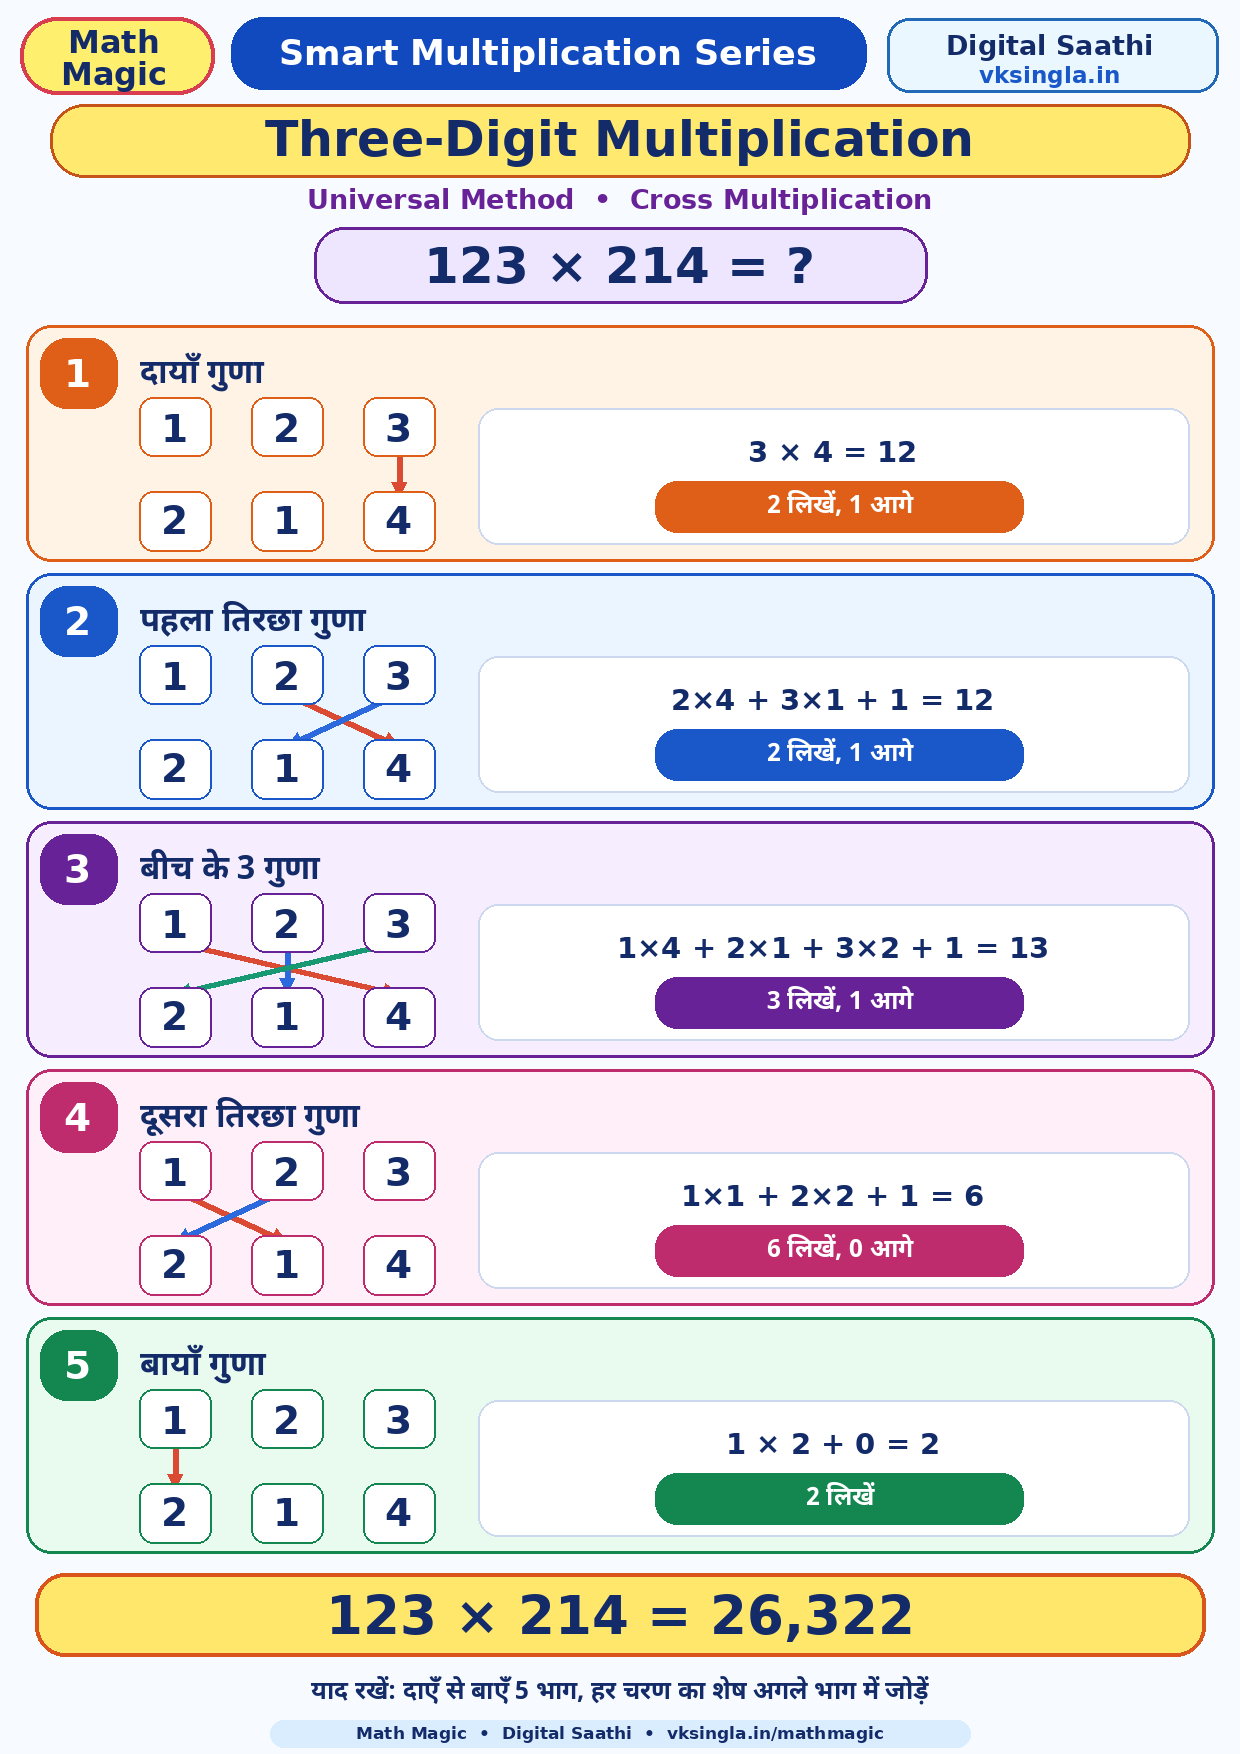 Math
Magic
Smart Multiplication Series
Digital Saathi
vksingla.in
Three-Digit Multiplication
Universal Method • Cross Multiplication
123 × 214 = ?
1
दायाँ गुणा
1 2 3
3 × 4 = 12
2 लिखें, 1 आगे
2 1 4
2
पहला तिरछा गुणा
1 2 3
2×4 + 3×1 + 1 = 12
2 लिखें, 1 आगे
2 1 4
3
बीच के 3 गुणा
1 2 3
1×4 + 2×1 + 3×2 + 1 = 13
3 लिखें, 1 आगे
2 1 4
4
दूसरा तिरछा गुणा
1 2 3
1×1 + 2×2 + 1 = 6
6 लिखें, 0 आगे
2 1 4
5
बायाँ गुणा
1 2 3
1 × 2 + 0 = 2
2 लिखें
2 1 4
123 × 214 = 26,322
याद रखें: दाएँ से बाएँ 5 भाग, हर चरण का शेष अगले भाग में जोड़ें
Math Magic • Digital Saathi • vksingla.in/mathmagic